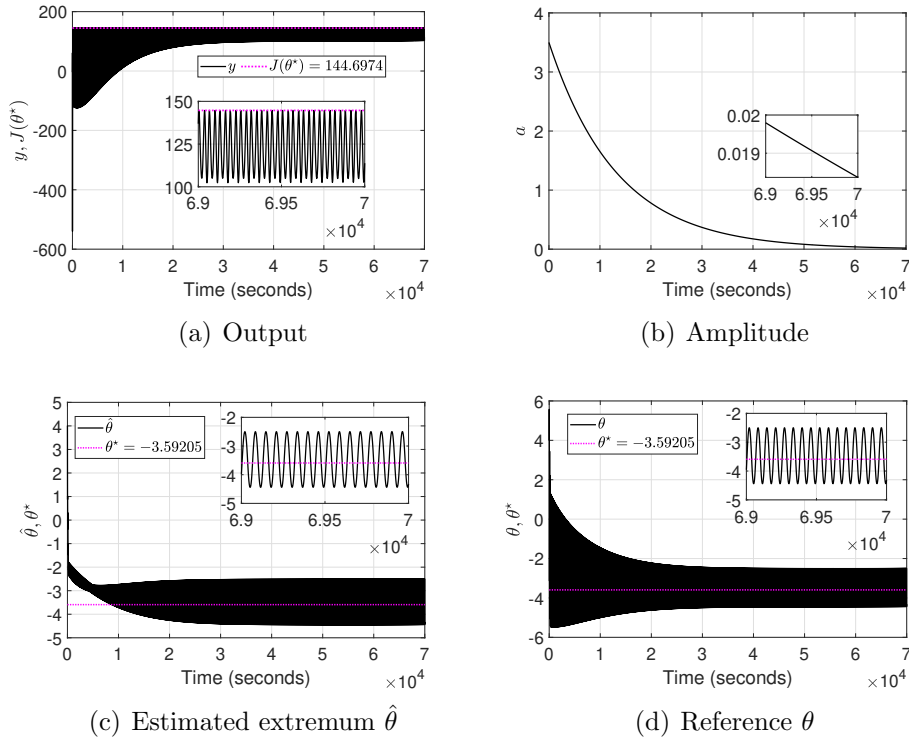 200
0
-200
-400
-600
y, J(θ⋆)
y J(θ⋆) = 144.6974
150
125
100
6.9 6.95 7
×10⁴
0 1 2 3 4 5 6 7
Time (seconds)
×10⁴
(a) Output
4
3
2
1
0
a
0.02
0.019
6.9 6.95 7
×10⁴
0 1 2 3 4 5 6 7
Time (seconds)
×10⁴
(b) Amplitude
5
4
3
2
1
0
-1
-2
-3
-4
-5
θ̂, θ⋆
θ̂
θ⋆ = −3.59205
-2
-3
-4
-5
6.9 6.95 7
×10⁴
0 1 2 3 4 5 6 7
Time (seconds)
×10⁴
(c) Estimated extremum θ̂
6
4
2
0
-2
-4
-6
θ, θ⋆
θ
θ⋆ = −3.59205
-2
-3
-4
-5
6.9 6.95 7
×10⁴
0 1 2 3 4 5 6 7
Time (seconds)
×10⁴
(d) Reference θ